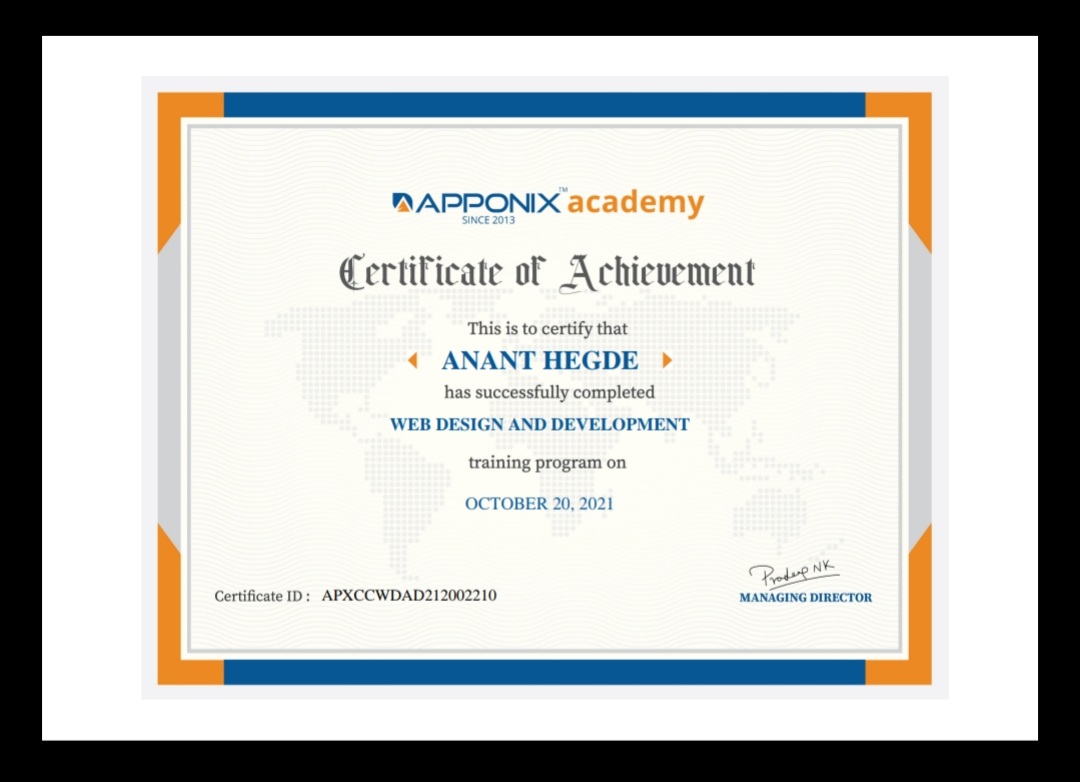 APPONIX™ academy
SINCE 2013
Certificate of Achievement
This is to certify that
ANANT HEGDE
has successfully completed
WEB DESIGN AND DEVELOPMENT
training program on
OCTOBER 20, 2021
Pradeep NK
Certificate ID : APXCCWDAD212002210
MANAGING DIRECTOR